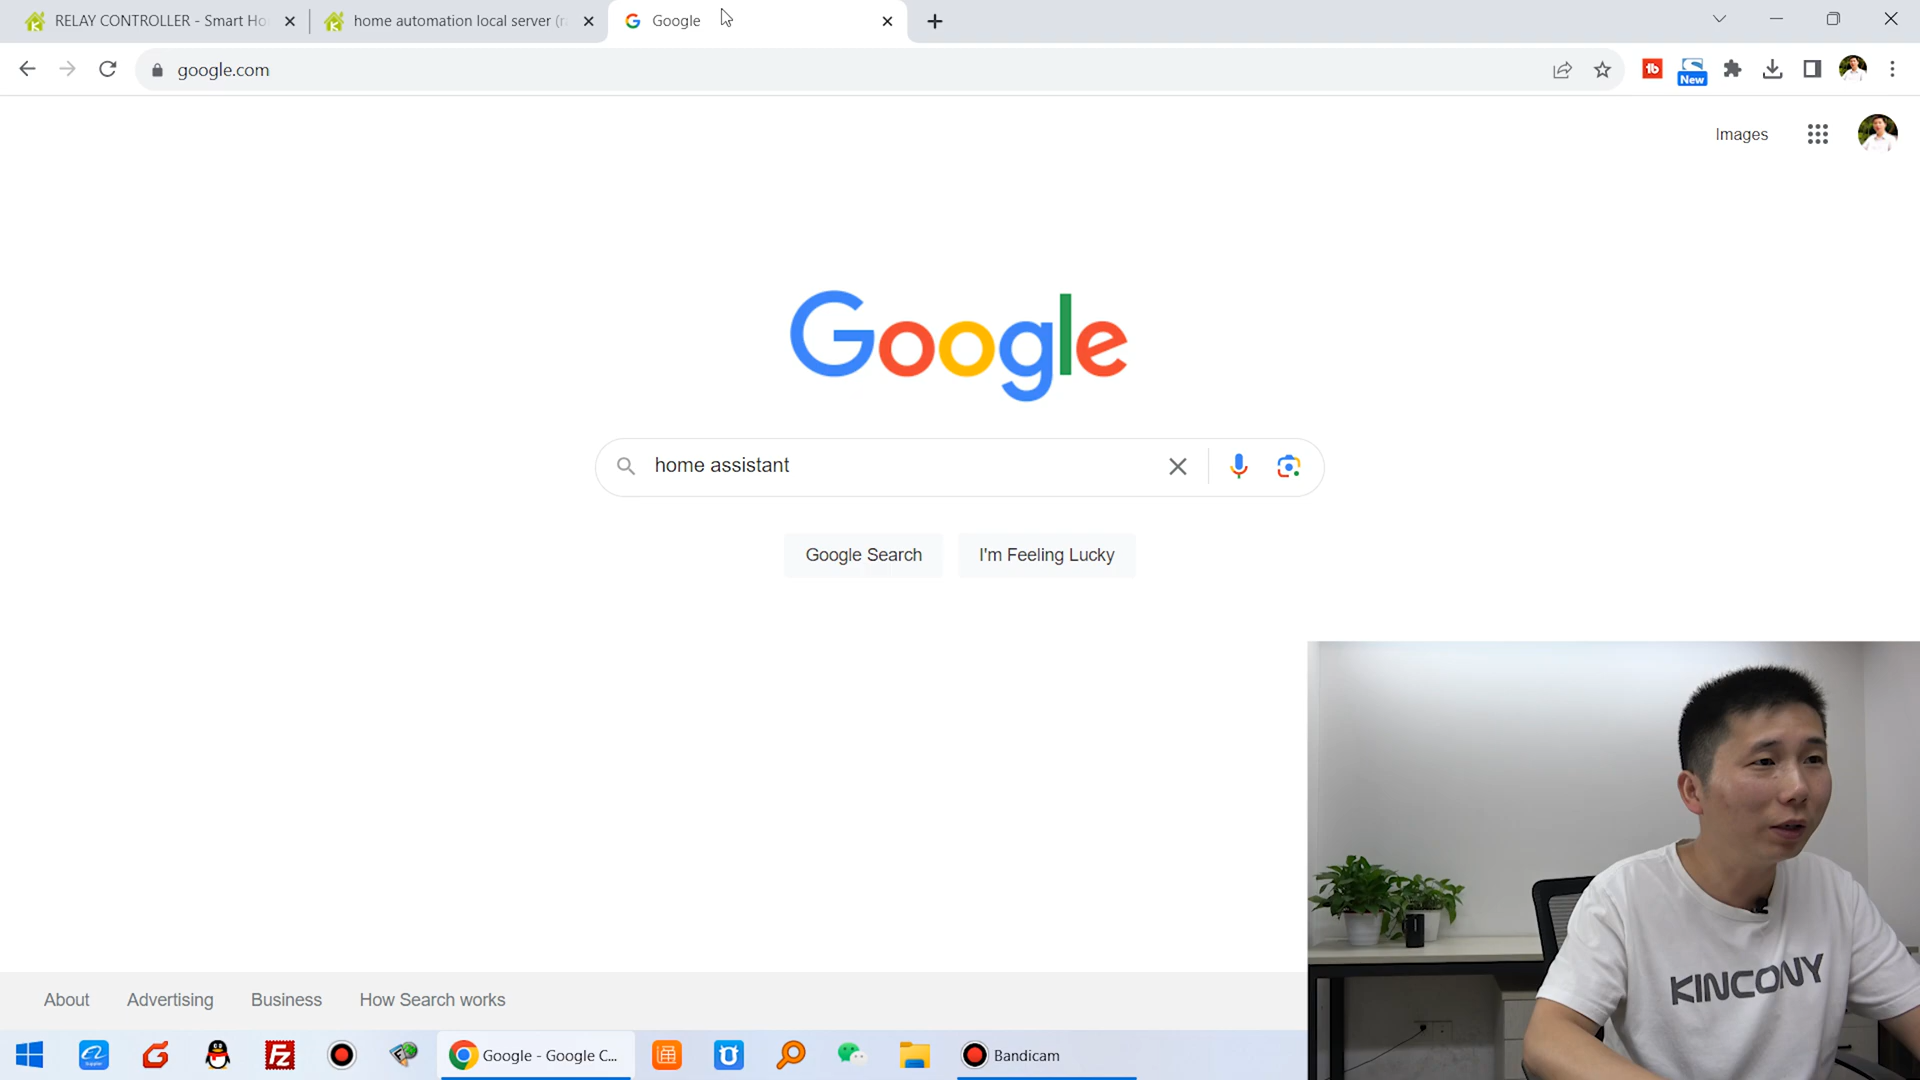 RELAY CONTROLLER - Smart Ho
home automation local server (r
Google
google.com
New
Images
Google
home assistant
Google Search
I'm Feeling Lucky
KINCONY
About
Advertising
Business
How Search works
Google - Google C...
Bandicam